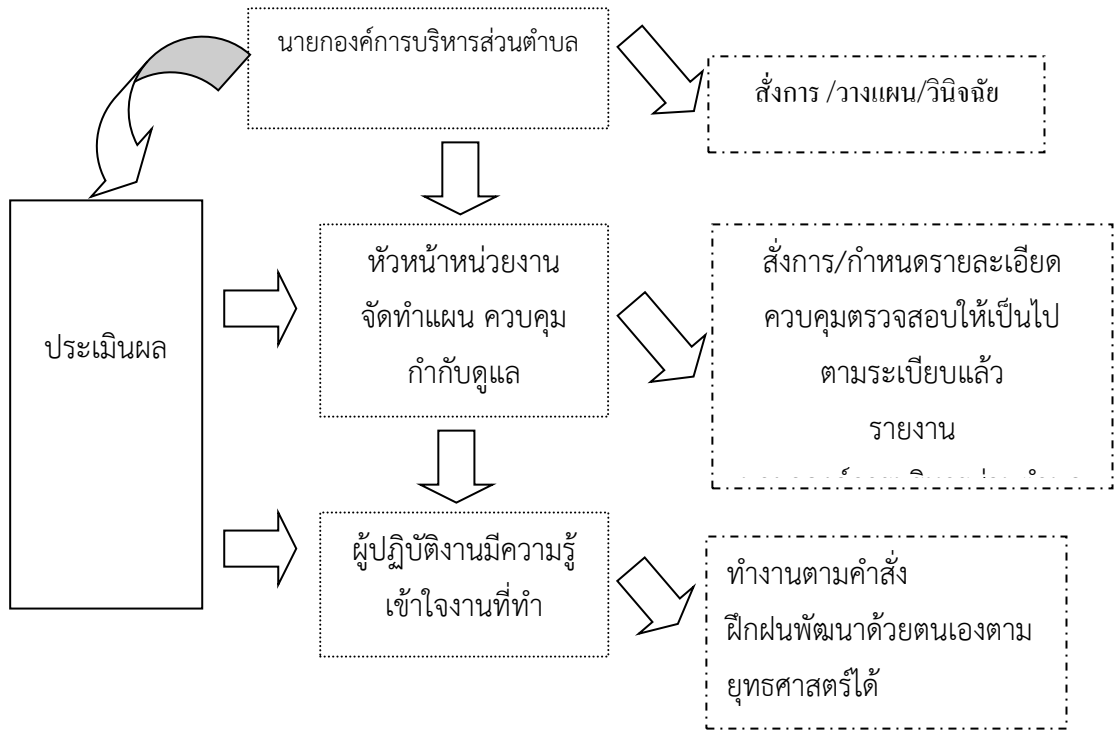 นายกองค์การบริหารส่วนตำบล
สั่งการ /วางแผน/วินิจฉัย
ประเมินผล
หัวหน้าหน่วยงาน
จัดทำแผน ควบคุม
กำกับดูแล
สั่งการ/กำหนดรายละเอียด
ควบคุมตรวจสอบให้เป็นไป
ตามระเบียบแล้ว
รายงาน
ผู้ปฏิบัติงานมีความรู้
เข้าใจงานที่ทำ
ทำงานตามคำสั่ง
ฝึกฝนพัฒนาด้วยตนเองตาม
ยุทธศาสตร์ได้